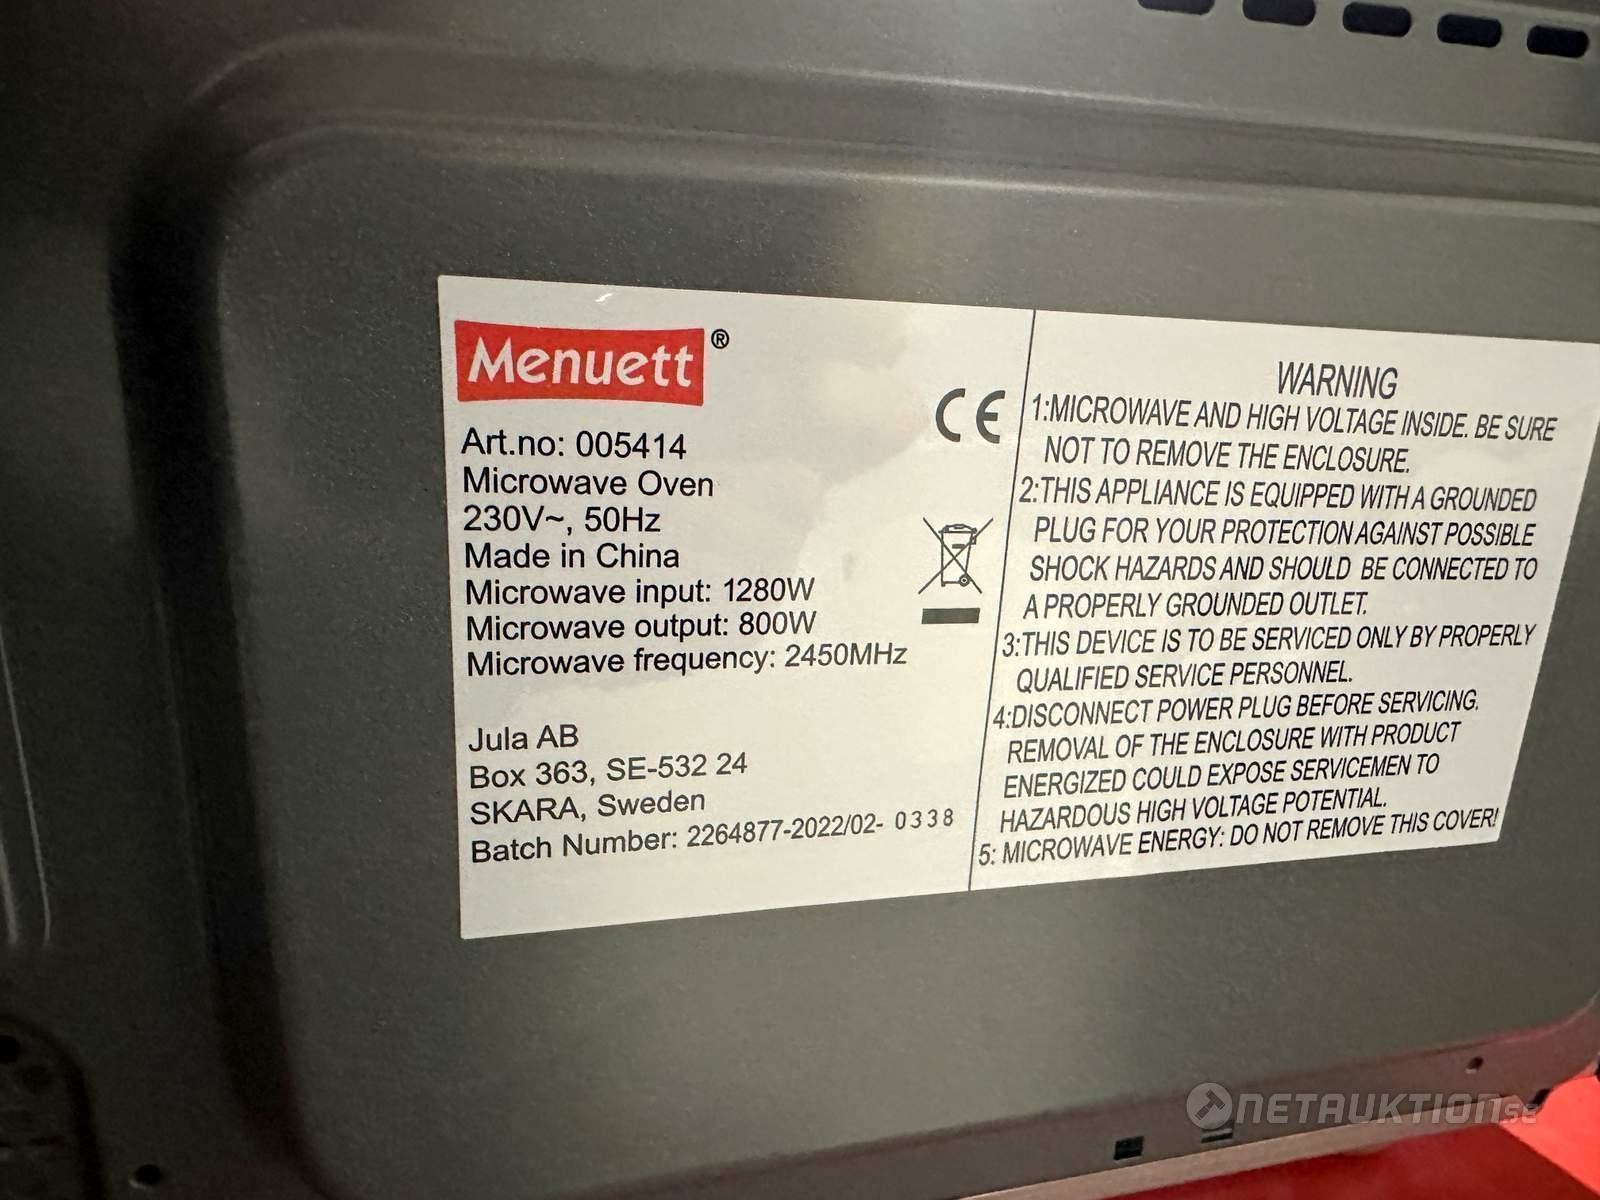 Menuett®
Art.no: 005414
Microwave Oven
230V~, 50Hz
Made in China
Microwave input: 1280W
Microwave output: 800W
Microwave frequency: 2450MHz
Jula AB
Box 363, SE-532 24
SKARA, Sweden
Batch Number: 2264877-2022/02- 0338
CE
WARNING
1:MICROWAVE AND HIGH VOLTAGE INSIDE. BE SURE
NOT TO REMOVE THE ENCLOSURE.
2:THIS APPLIANCE IS EQUIPPED WITH A GROUNDED
PLUG FOR YOUR PROTECTION AGAINST POSSIBLE
SHOCK HAZARDS AND SHOULD BE CONNECTED TO
A PROPERLY GROUNDED OUTLET.
3:THIS DEVICE IS TO BE SERVICED ONLY BY PROPERLY
QUALIFIED SERVICE PERSONNEL.
4:DISCONNECT POWER PLUG BEFORE SERVICING.
REMOVAL OF THE ENCLOSURE WITH PRODUCT
ENERGIZED COULD EXPOSE SERVICEMEN TO
HAZARDOUS HIGH VOLTAGE POTENTIAL.
5: MICROWAVE ENERGY: DO NOT REMOVE THIS COVER!
NETAUKTION.SE